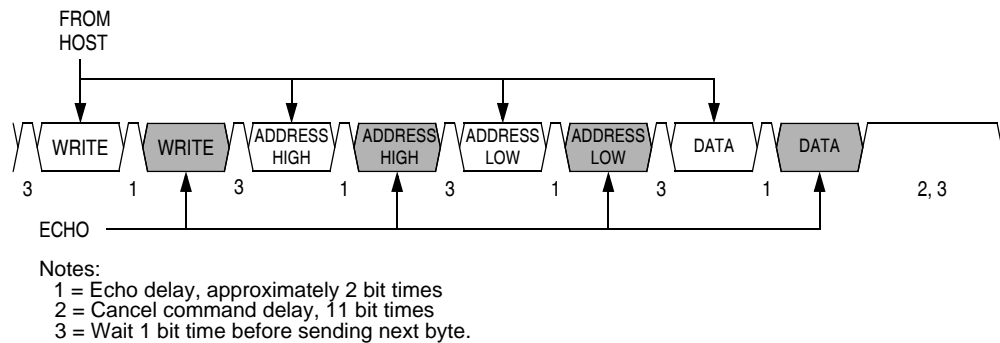 FROM
HOST
WRITE
WRITE
ADDRESS
HIGH
ADDRESS
HIGH
ADDRESS
LOW
ADDRESS
LOW
DATA
DATA
3 1 3 1 3 1 3 1 2, 3
ECHO
Notes:
1 = Echo delay, approximately 2 bit times
2 = Cancel command delay, 11 bit times
3 = Wait 1 bit time before sending next byte.